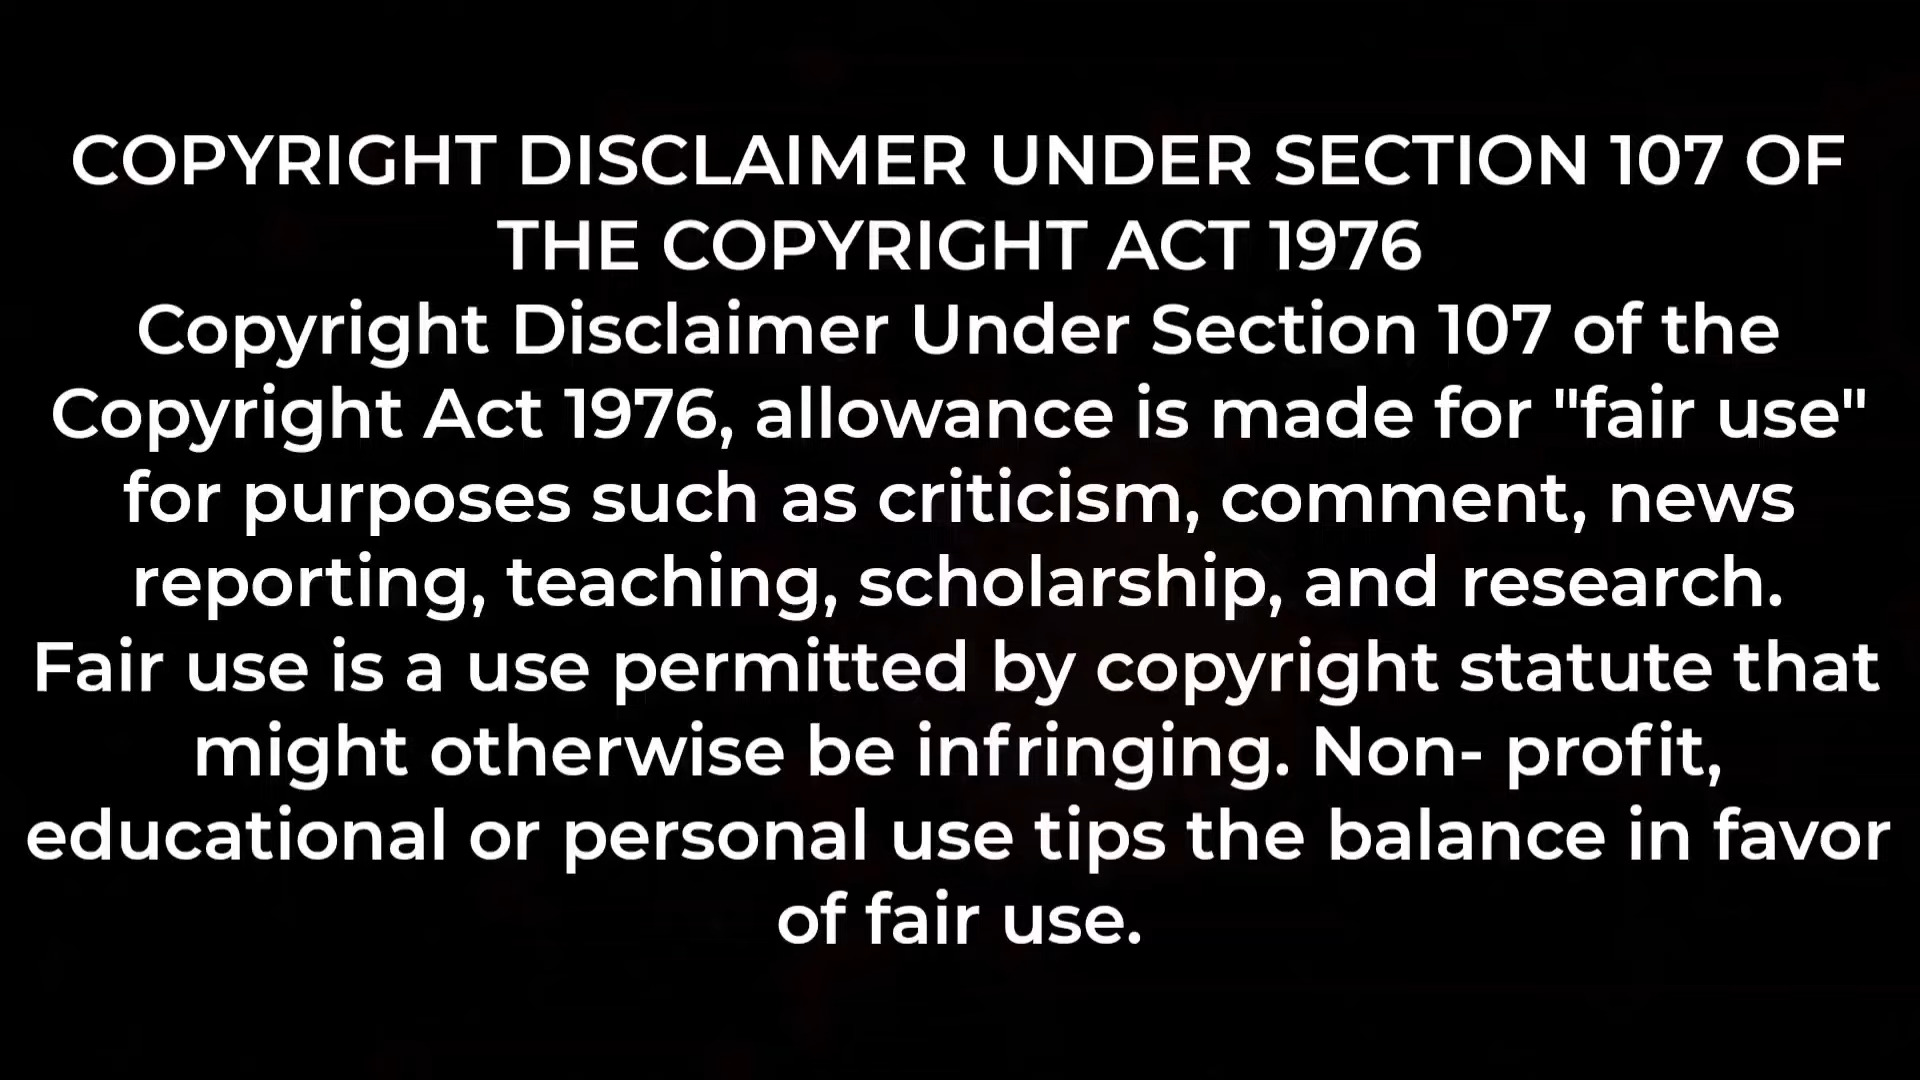 COPYRIGHT DISCLAIMER UNDER SECTION 107 OF
THE COPYRIGHT ACT 1976
Copyright Disclaimer Under Section 107 of the
Copyright Act 1976, allowance is made for "fair use"
for purposes such as criticism, comment, news
reporting, teaching, scholarship, and research.
Fair use is a use permitted by copyright statute that
might otherwise be infringing. Non- profit,
educational or personal use tips the balance in favor
of fair use.